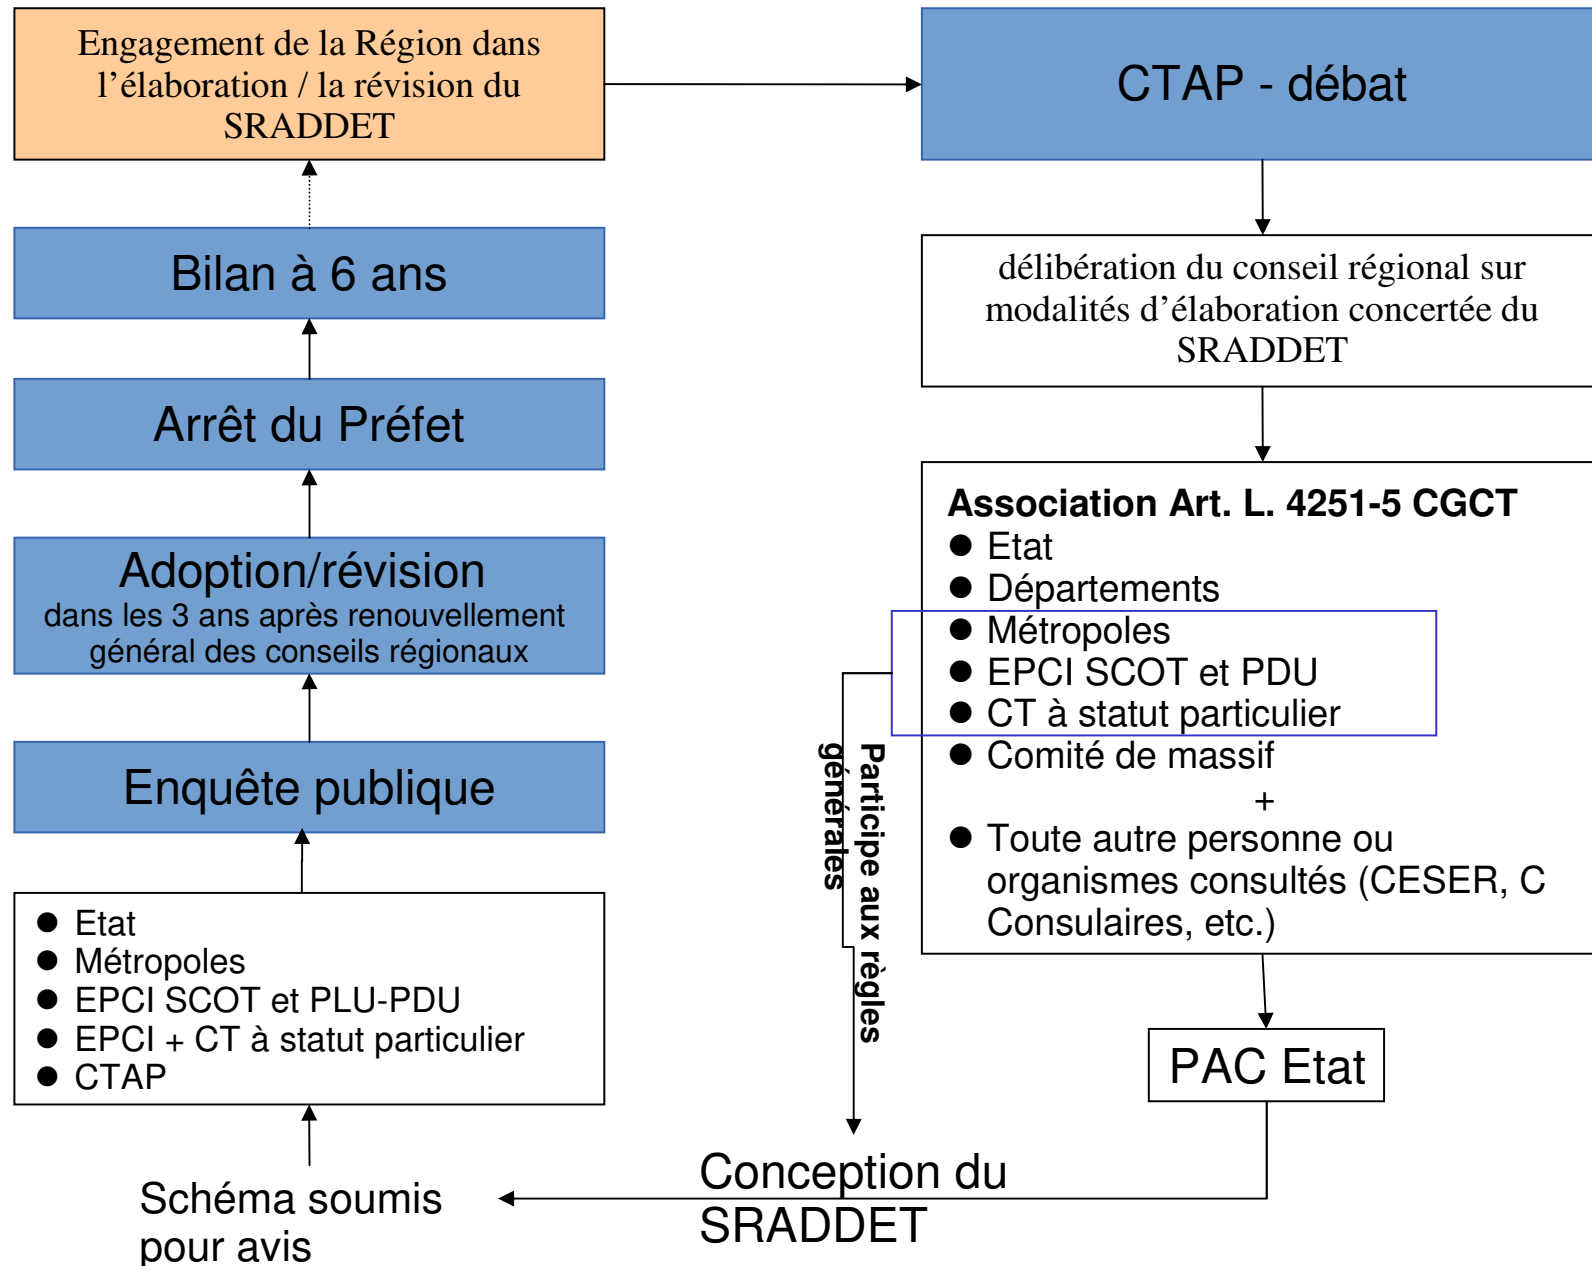 Engagement de la Région dans
l’élaboration / la révision du
SRADDET
CTAP - débat
délibération du conseil régional sur
modalités d’élaboration concertée du
SRADDET
Association Art. L. 4251-5 CGCT
● Etat
● Départements
● Métropoles
● EPCI SCOT et PDU
● CT à statut particulier
● Comité de massif
+
● Toute autre personne ou
organismes consultés (CESER, C
Consulaires, etc.)
Participe aux règles
générales
PAC Etat
Conception du
SRADDET
Schéma soumis
pour avis
● Etat
● Métropoles
● EPCI SCOT et PLU-PDU
● EPCI + CT à statut particulier
● CTAP
Enquête publique
Adoption/révision
dans les 3 ans après renouvellement
général des conseils régionaux
Arrêt du Préfet
Bilan à 6 ans